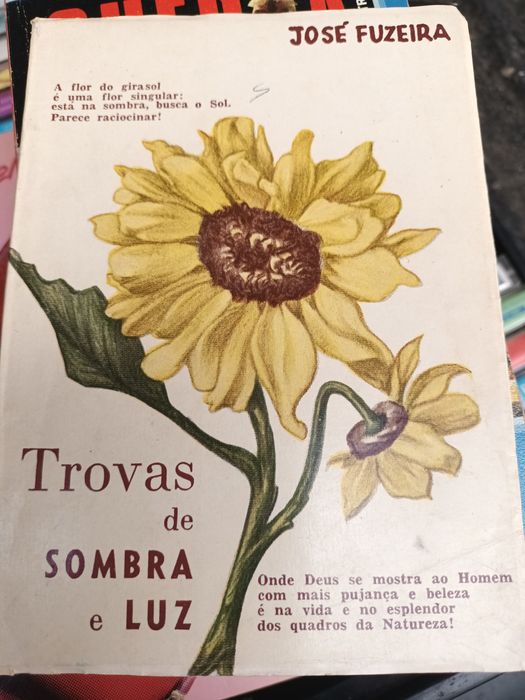 JOSÉ FUZEIRA
A flor do girasol
é uma flor singular:
está na sombra, busca o Sol.
Parece raciocinar!
Trovas
de
SOMBRA
e LUZ
Onde Deus se mostra ao Homem
com mais pujança e beleza
é na vida e no esplendor
dos quadros da Natureza!